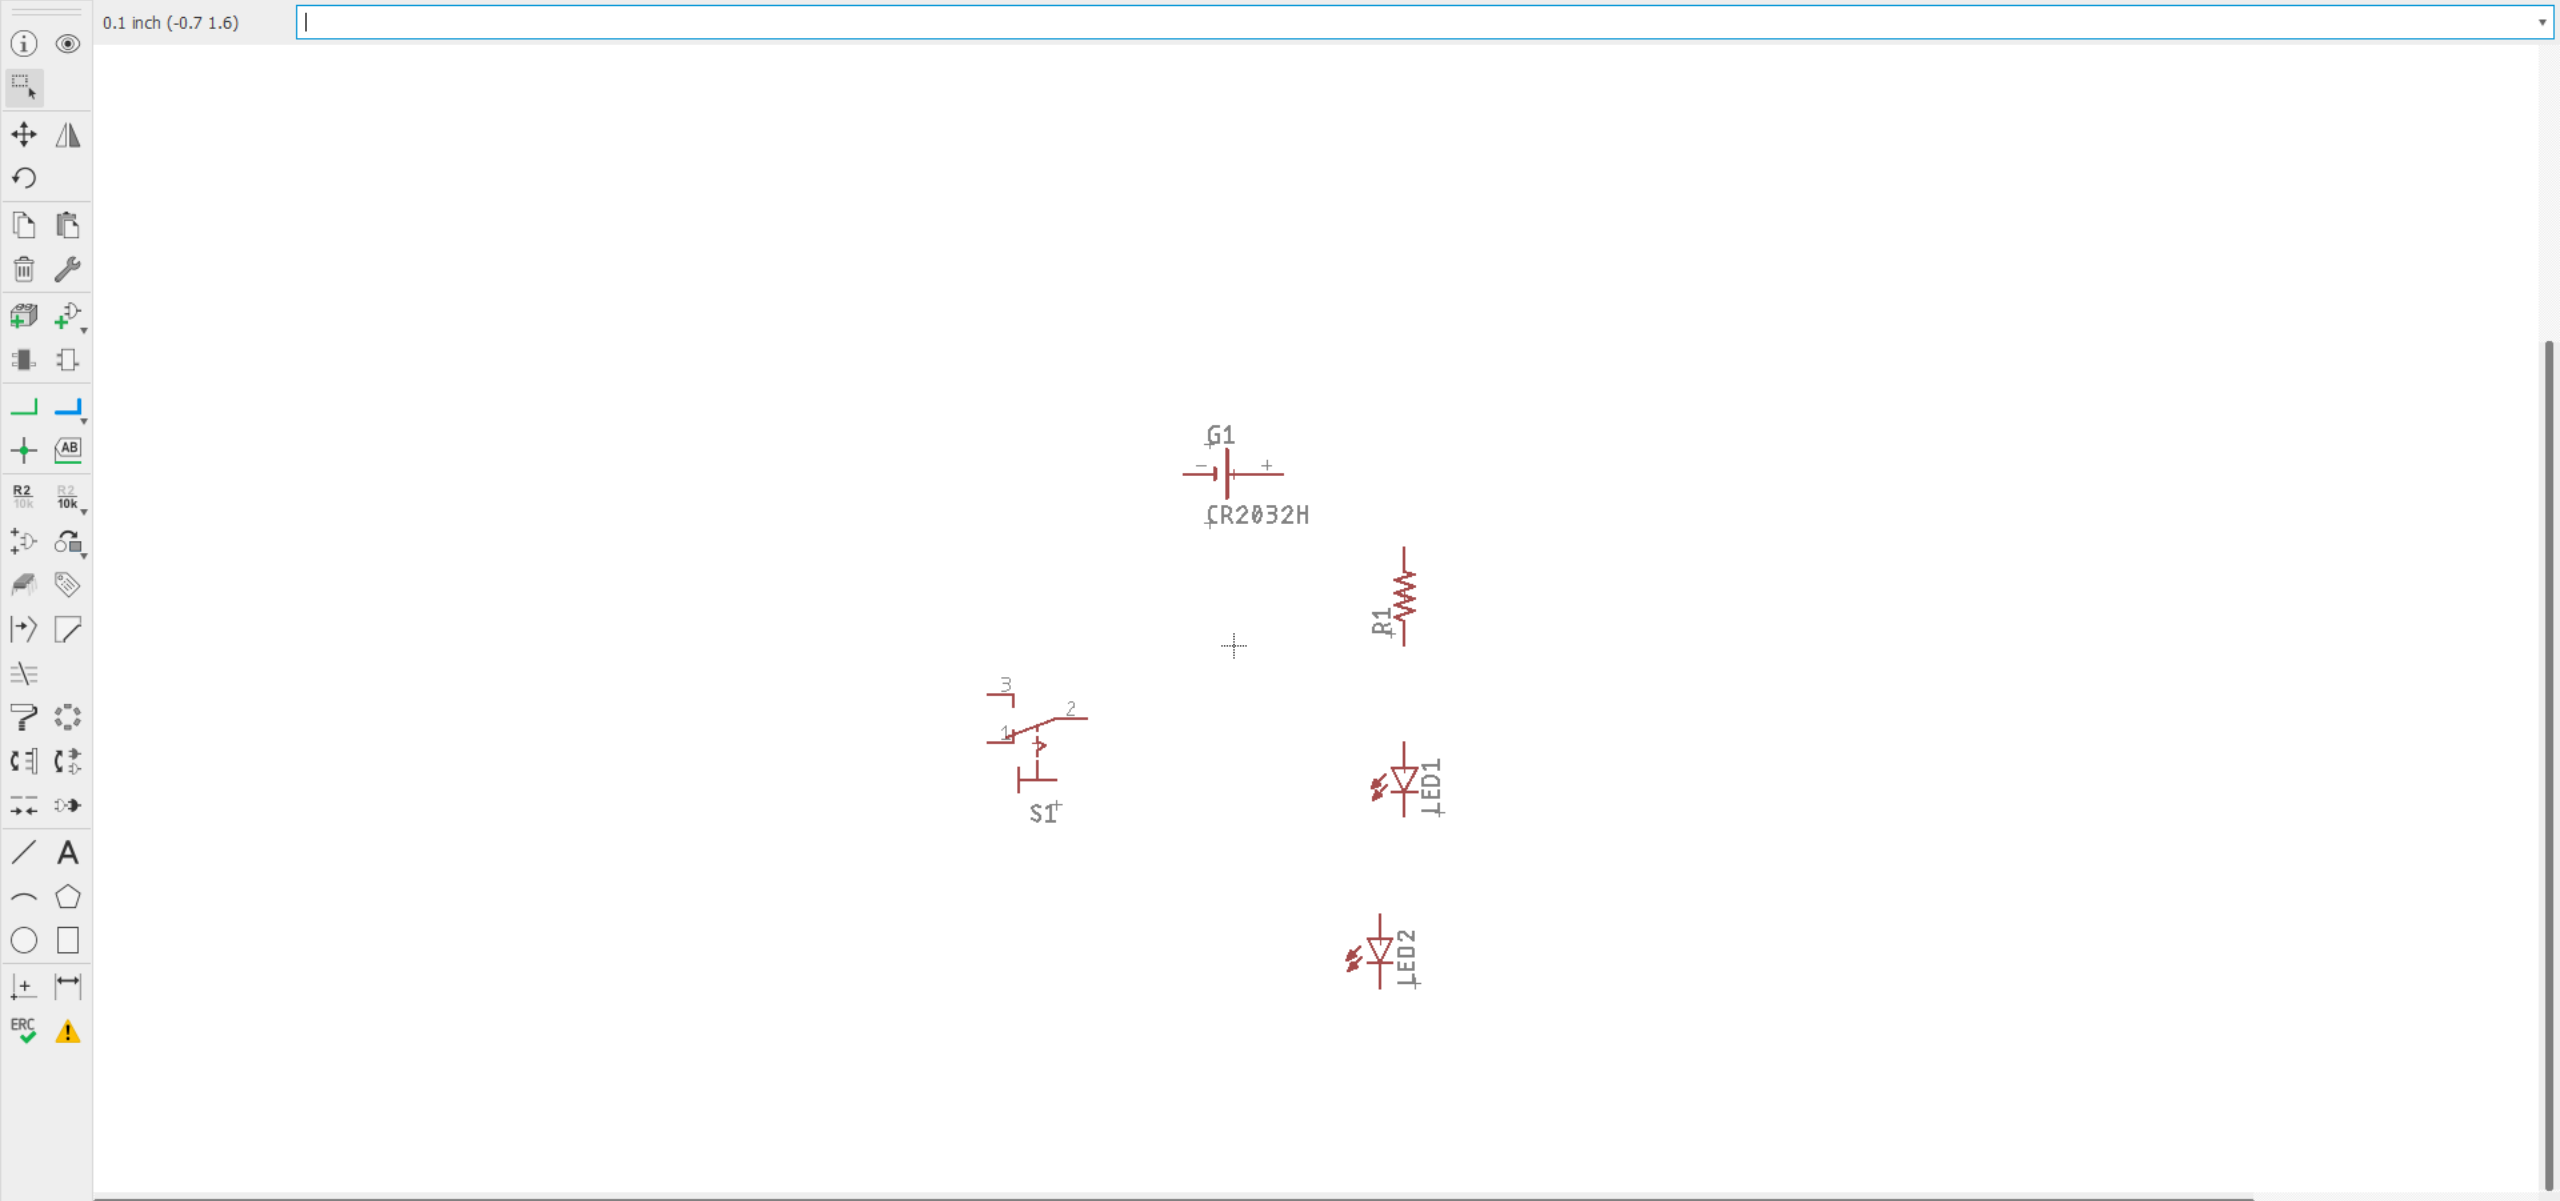 0.1 inch (-0.7 1.6)
i
AB
R2
10k
R2
10k
A
ERC
G1
- +
CR2032H
R1
3
2
1
S1
LED1
LED2